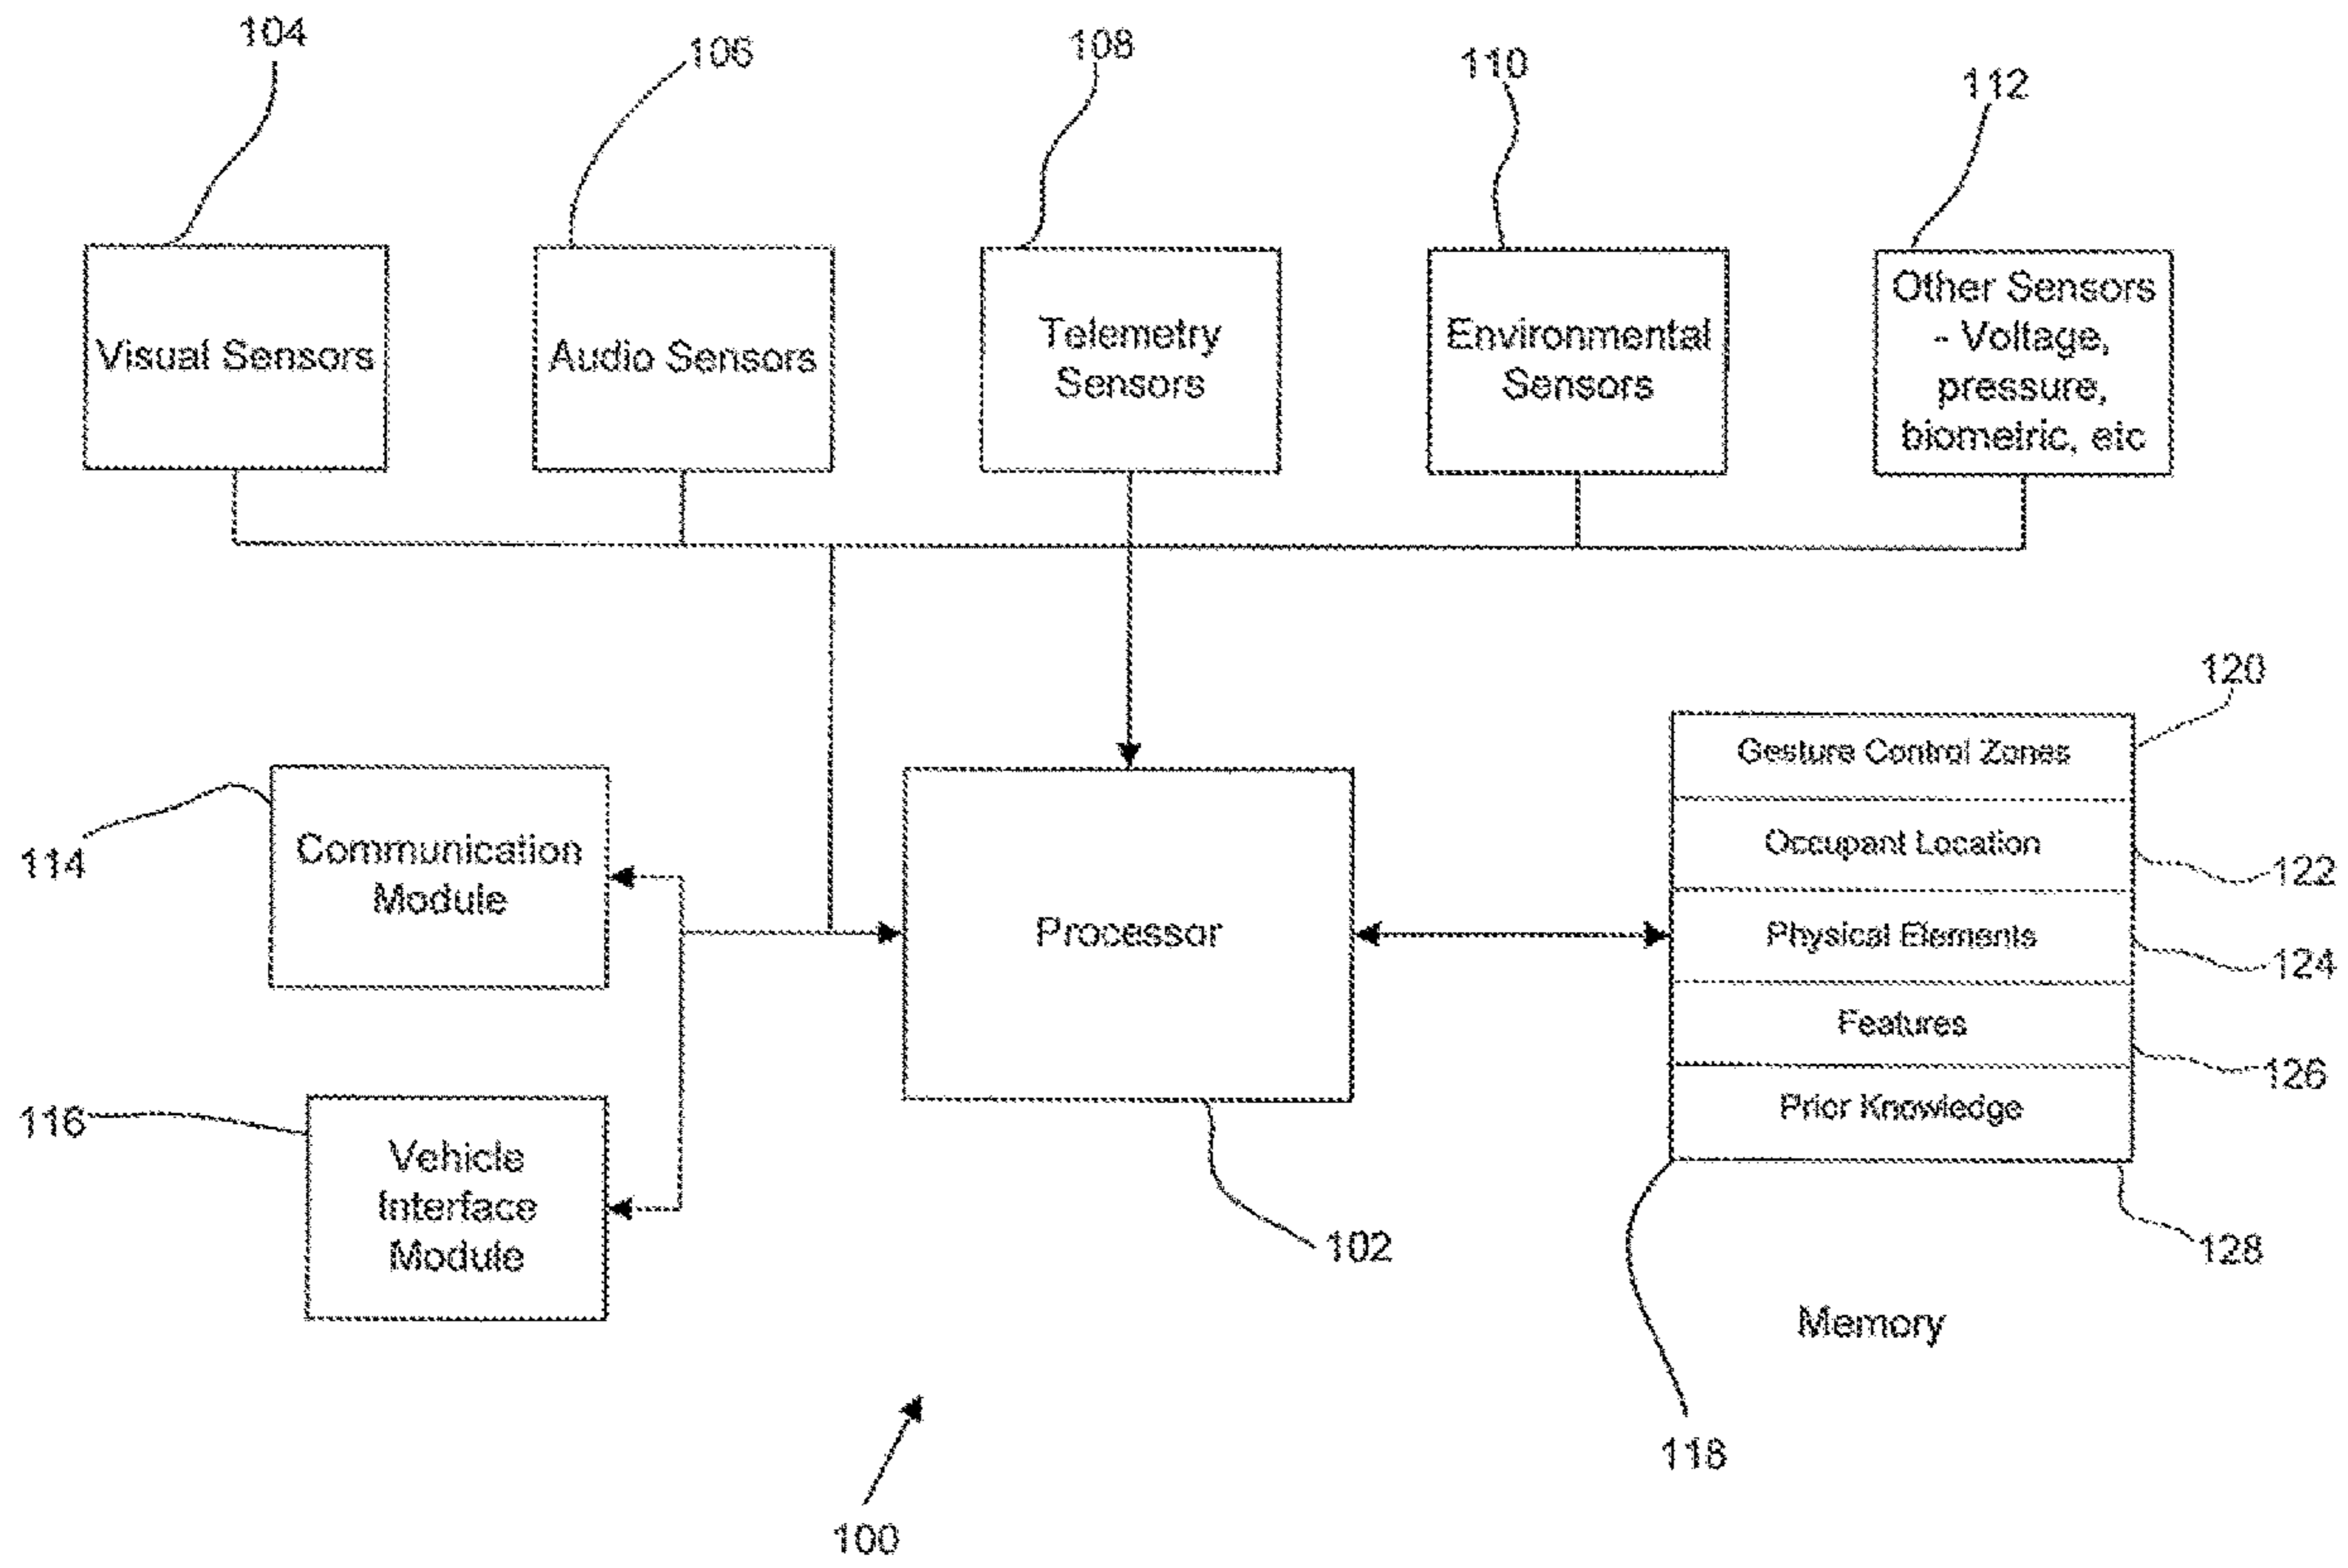 104
106
108
110
112
Visual Sensors
Audio Sensors
Telemetry
Sensors
Environmental
Sensors
Other Sensors
- Voltage,
pressure,
biometric, etc
114
Communication
Module
116
Vehicle
Interface
Module
Processor
102
120
Gesture Control Zones
Occupant Location
122
Physical Elements
124
Features
126
Prior Knowledge
128
Memory
118
100